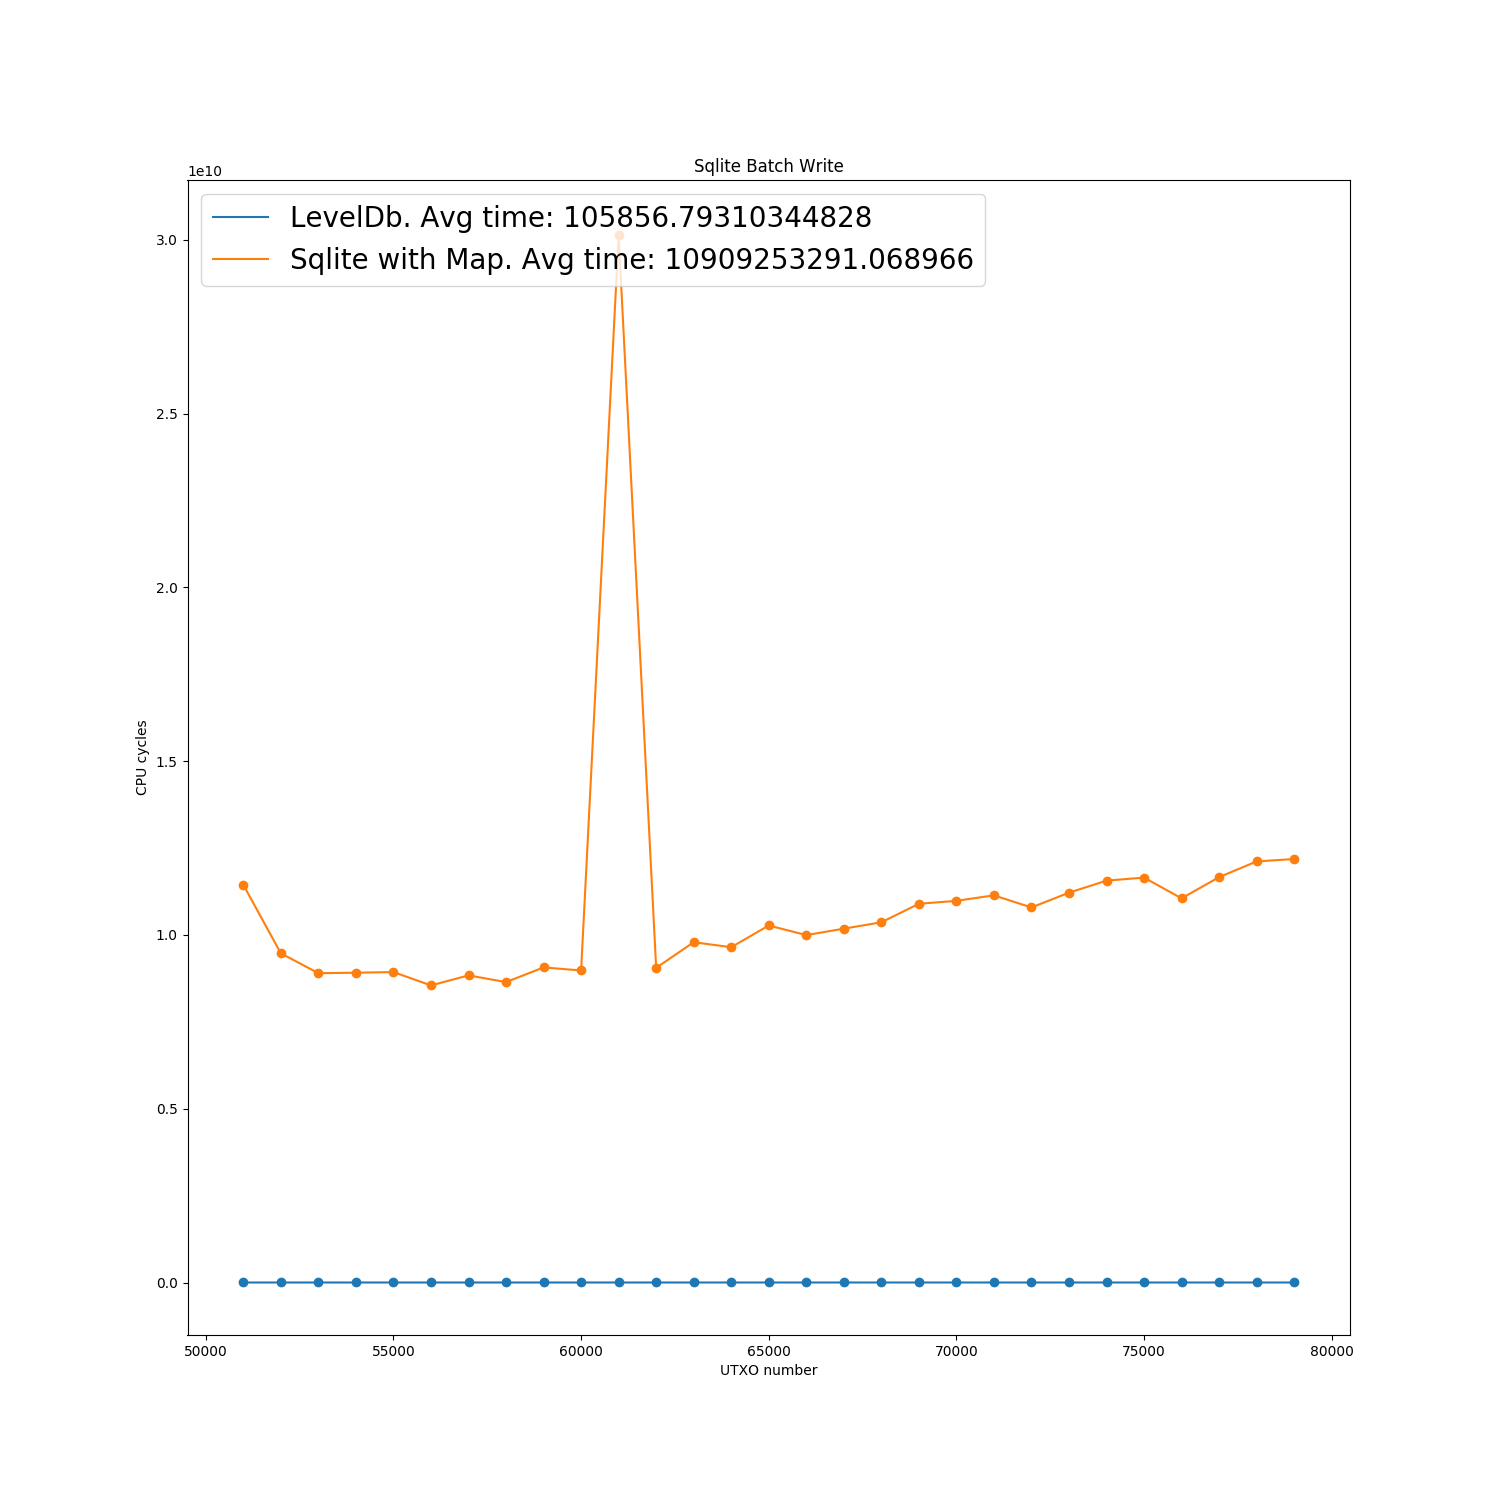 Sqlite Batch Write
1e10
LevelDb. Avg time: 105856.79310344828
Sqlite with Map. Avg time: 10909253291.068966
3.0
2.5
2.0
1.5
1.0
0.5
0.0
CPU cycles
50000 55000 60000 65000 70000 75000 80000
UTXO number